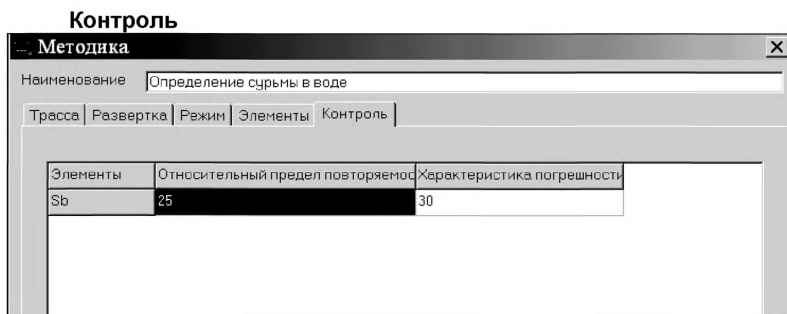 Контроль
Методика
Наименование Определение сурьмы в воде
Трасса Развертка Режим Элементы Контроль
Элементы Относительный предел повторяемос Характеристика погрешности
Sb 25 30